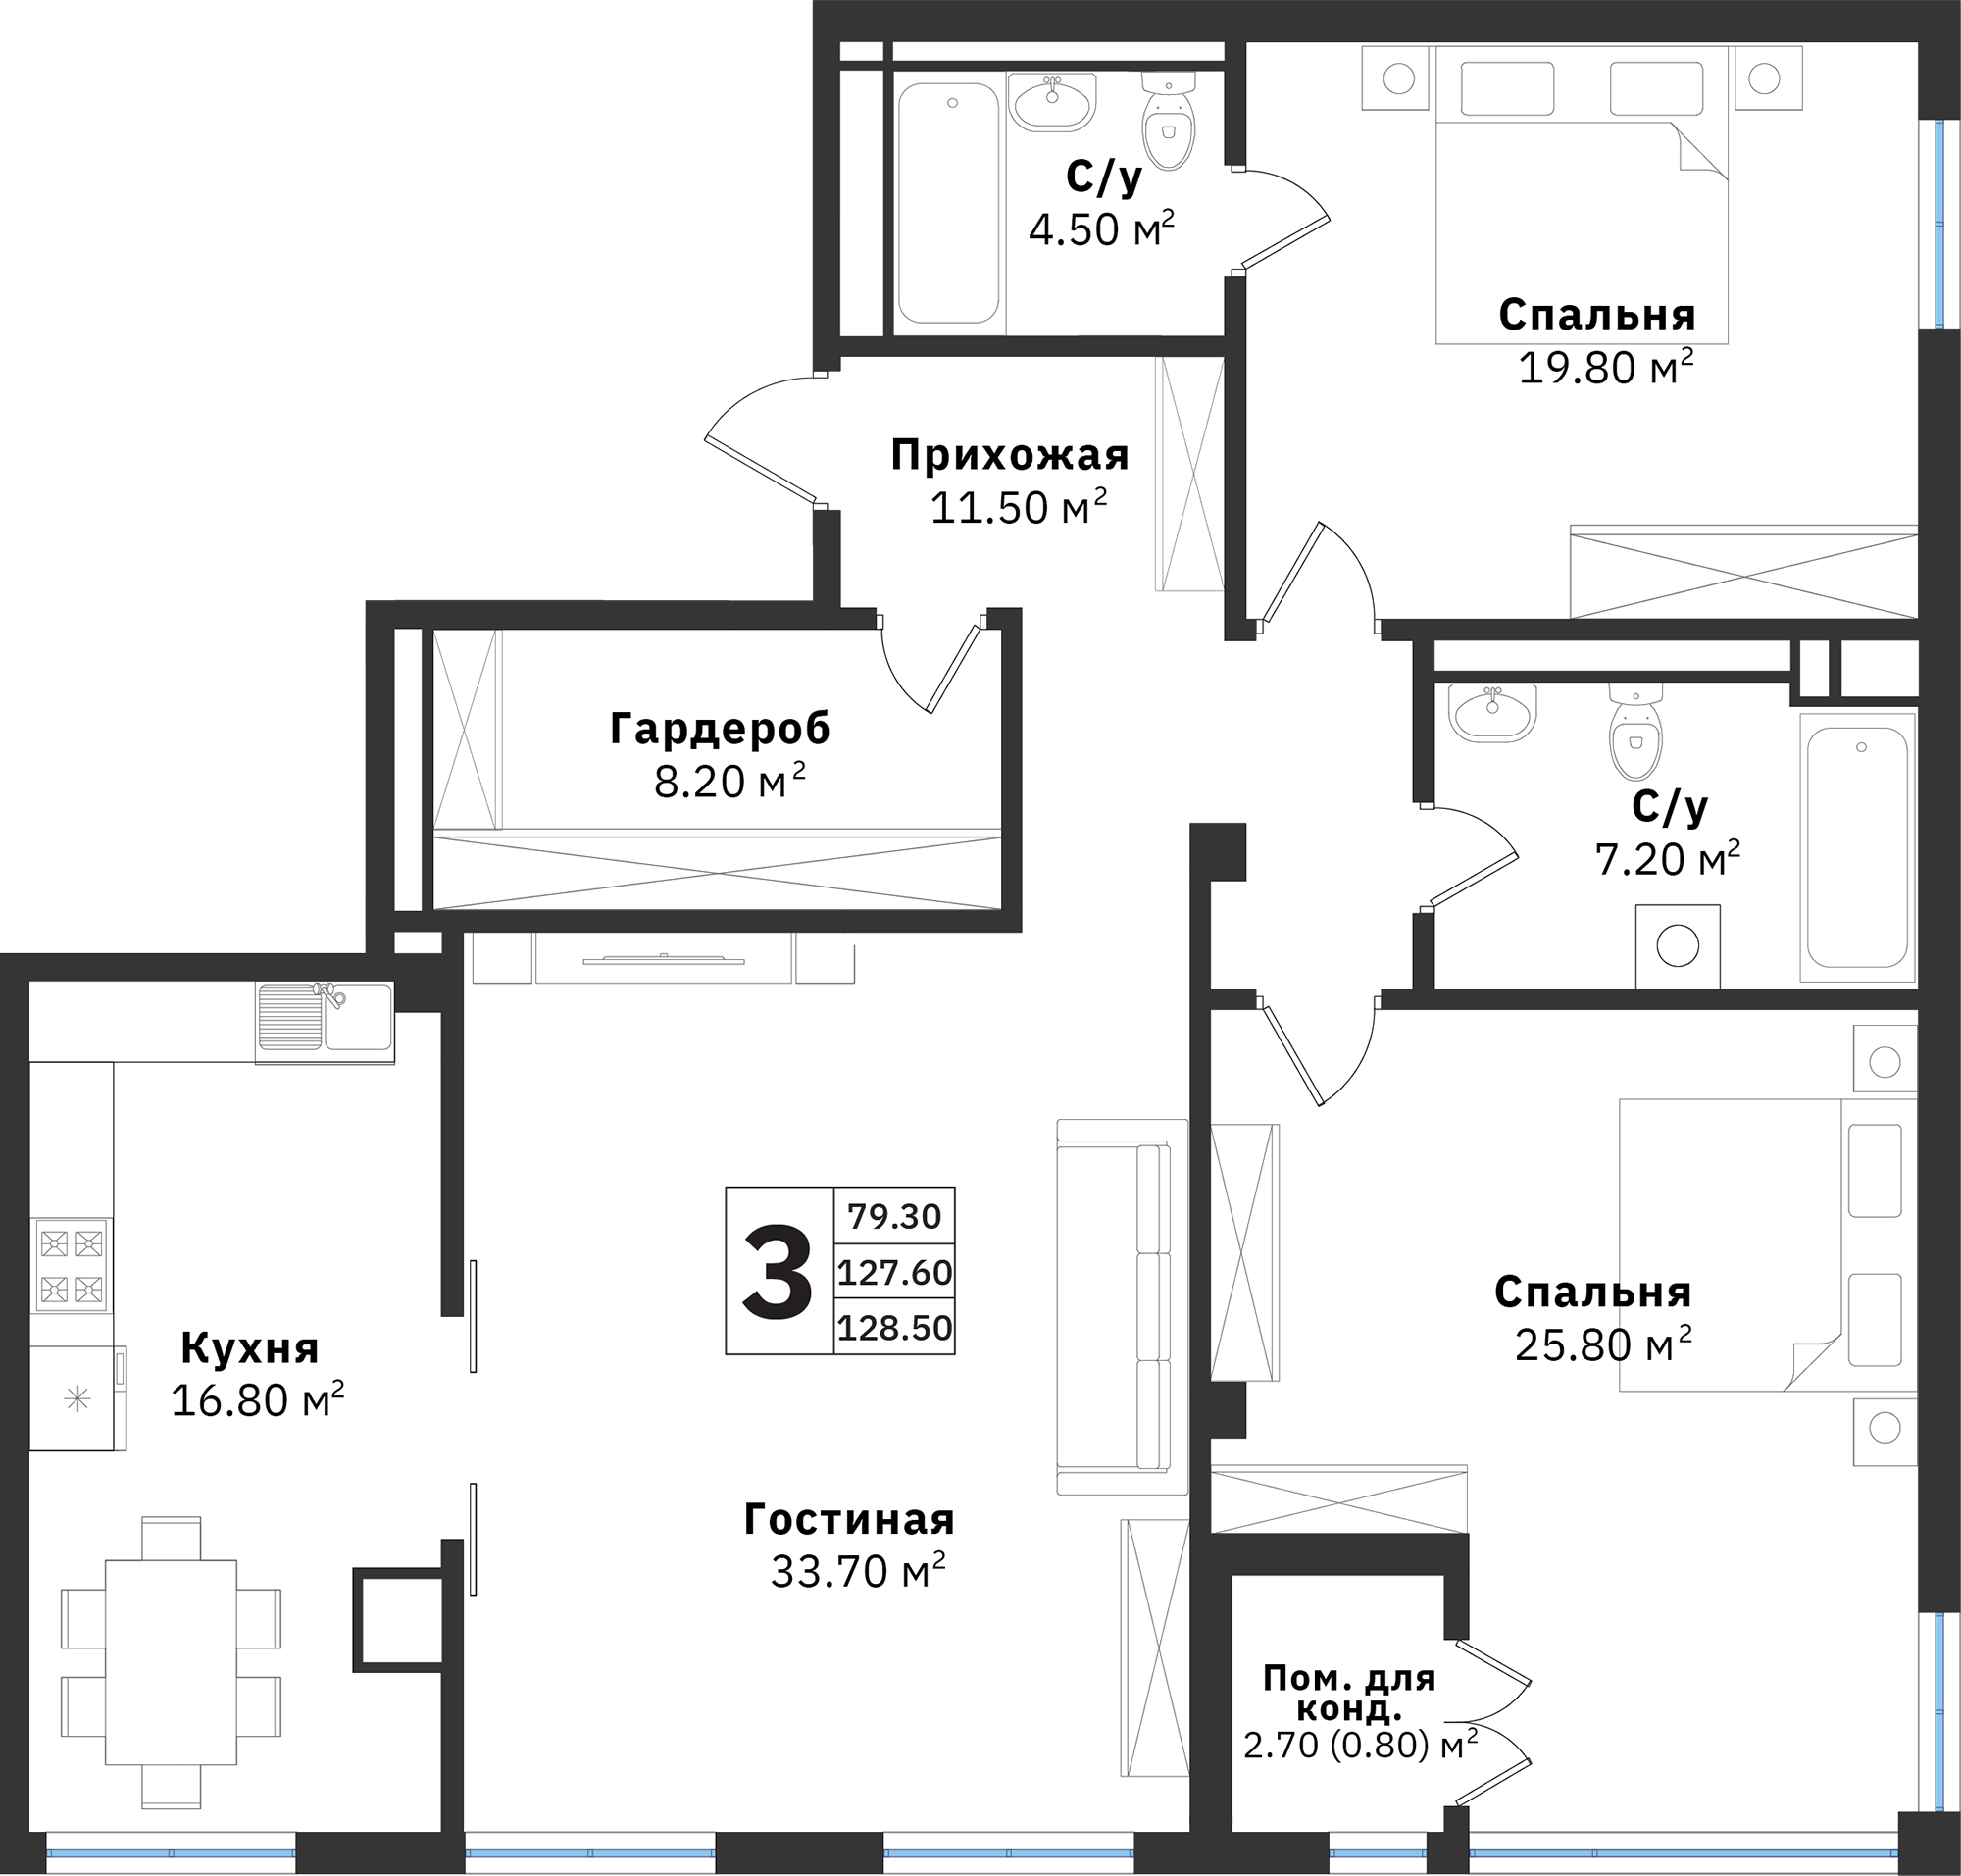 С/у
4.50 м²
Спальня
19.80 м²
Прихожая
11.50 м²
Гардероб
8.20 м²
С/у
7.20 м²
3
79.30
127.60
128.50
Кухня
16.80 м²
Гостиная
33.70 м²
Спальня
25.80 м²
Пом. для
конд.
2.70 (0.80) м²